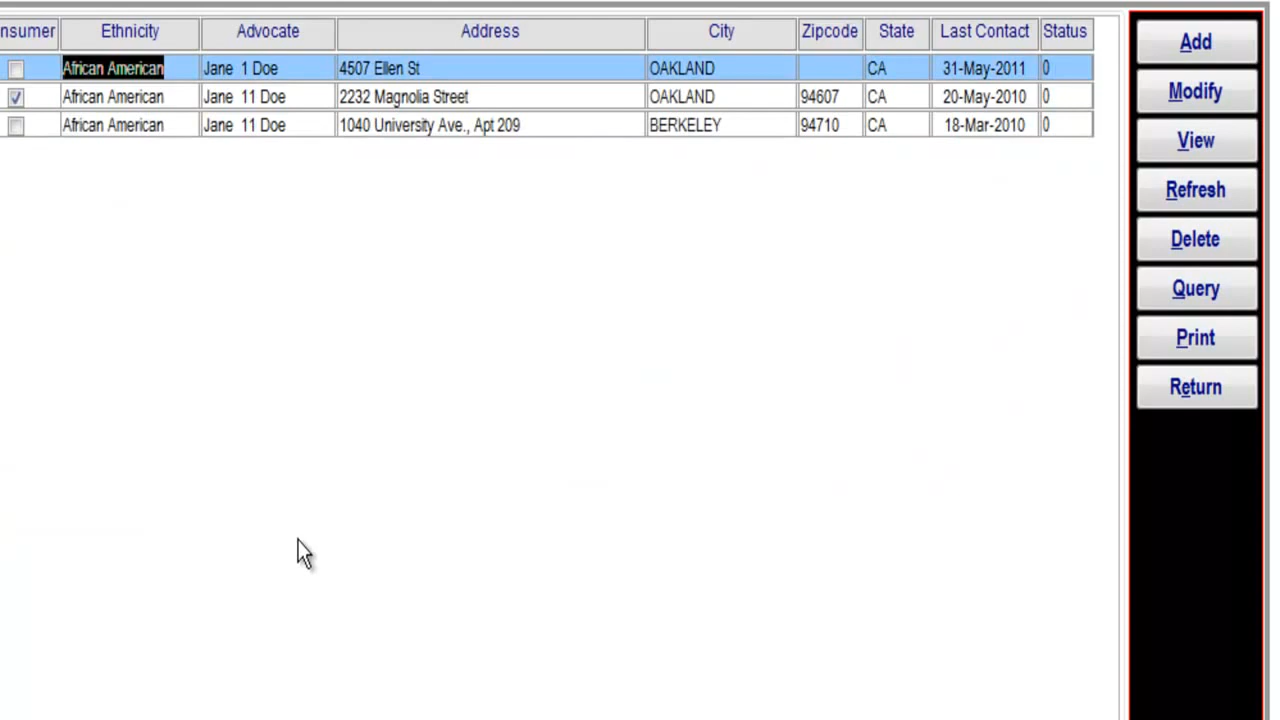 nsumer Ethnicity Advocate Address City Zipcode State Last Contact Status
African American Jane 1 Doe 4507 Ellen St OAKLAND CA 31-May-2011 0
African American Jane 11 Doe 2232 Magnolia Street OAKLAND 94607 CA 20-May-2010 0
African American Jane 11 Doe 1040 University Ave., Apt 209 BERKELEY 94710 CA 18-Mar-2010 0
Add
Modify
View
Refresh
Delete
Query
Print
Return